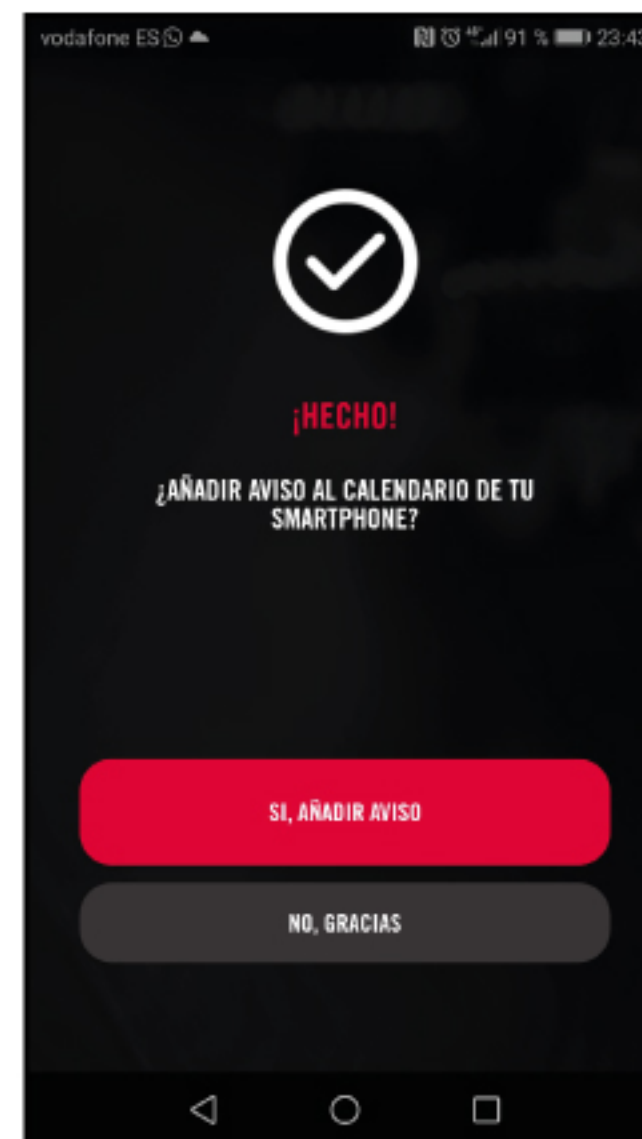 vodafone ES 91 % 23:43
¡HECHO!
¿AÑADIR AVISO AL CALENDARIO DE TU
SMARTPHONE?
SI, AÑADIR AVISO
NO, GRACIAS